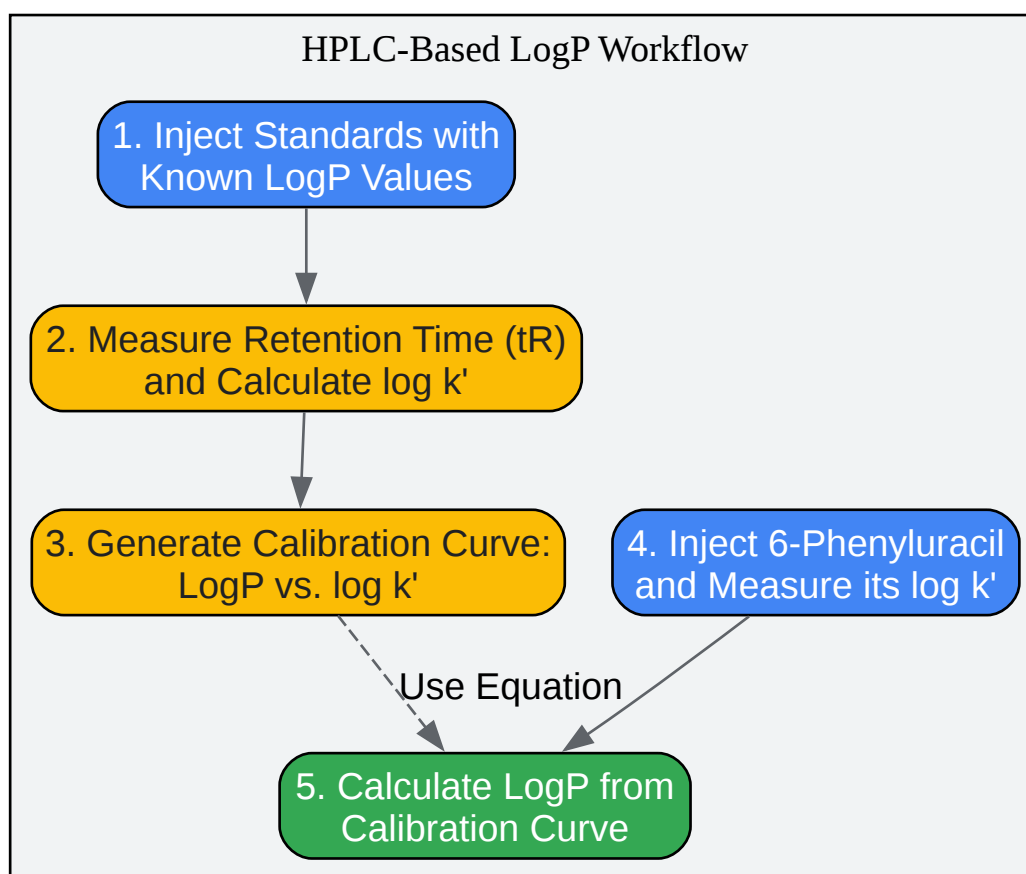 HPLC-Based LogP Workflow
1. Inject Standards with
Known LogP Values
2. Measure Retention Time (tR)
and Calculate log k'
3. Generate Calibration Curve:
LogP vs. log k'
4. Inject 6-Phenyluracil
and Measure its log k'
Use Equation
5. Calculate LogP from
Calibration Curve